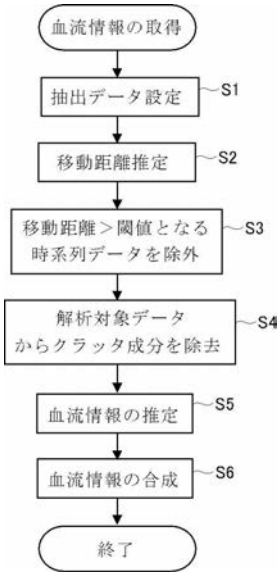 血流情報の取得
抽出データ設定
S1
移動距離推定
S2
移動距離＞閾値となる
時系列データを除外
S3
解析対象データ
からクラッタ成分を除去
S4
血流情報の推定
S5
血流情報の合成
S6
終了